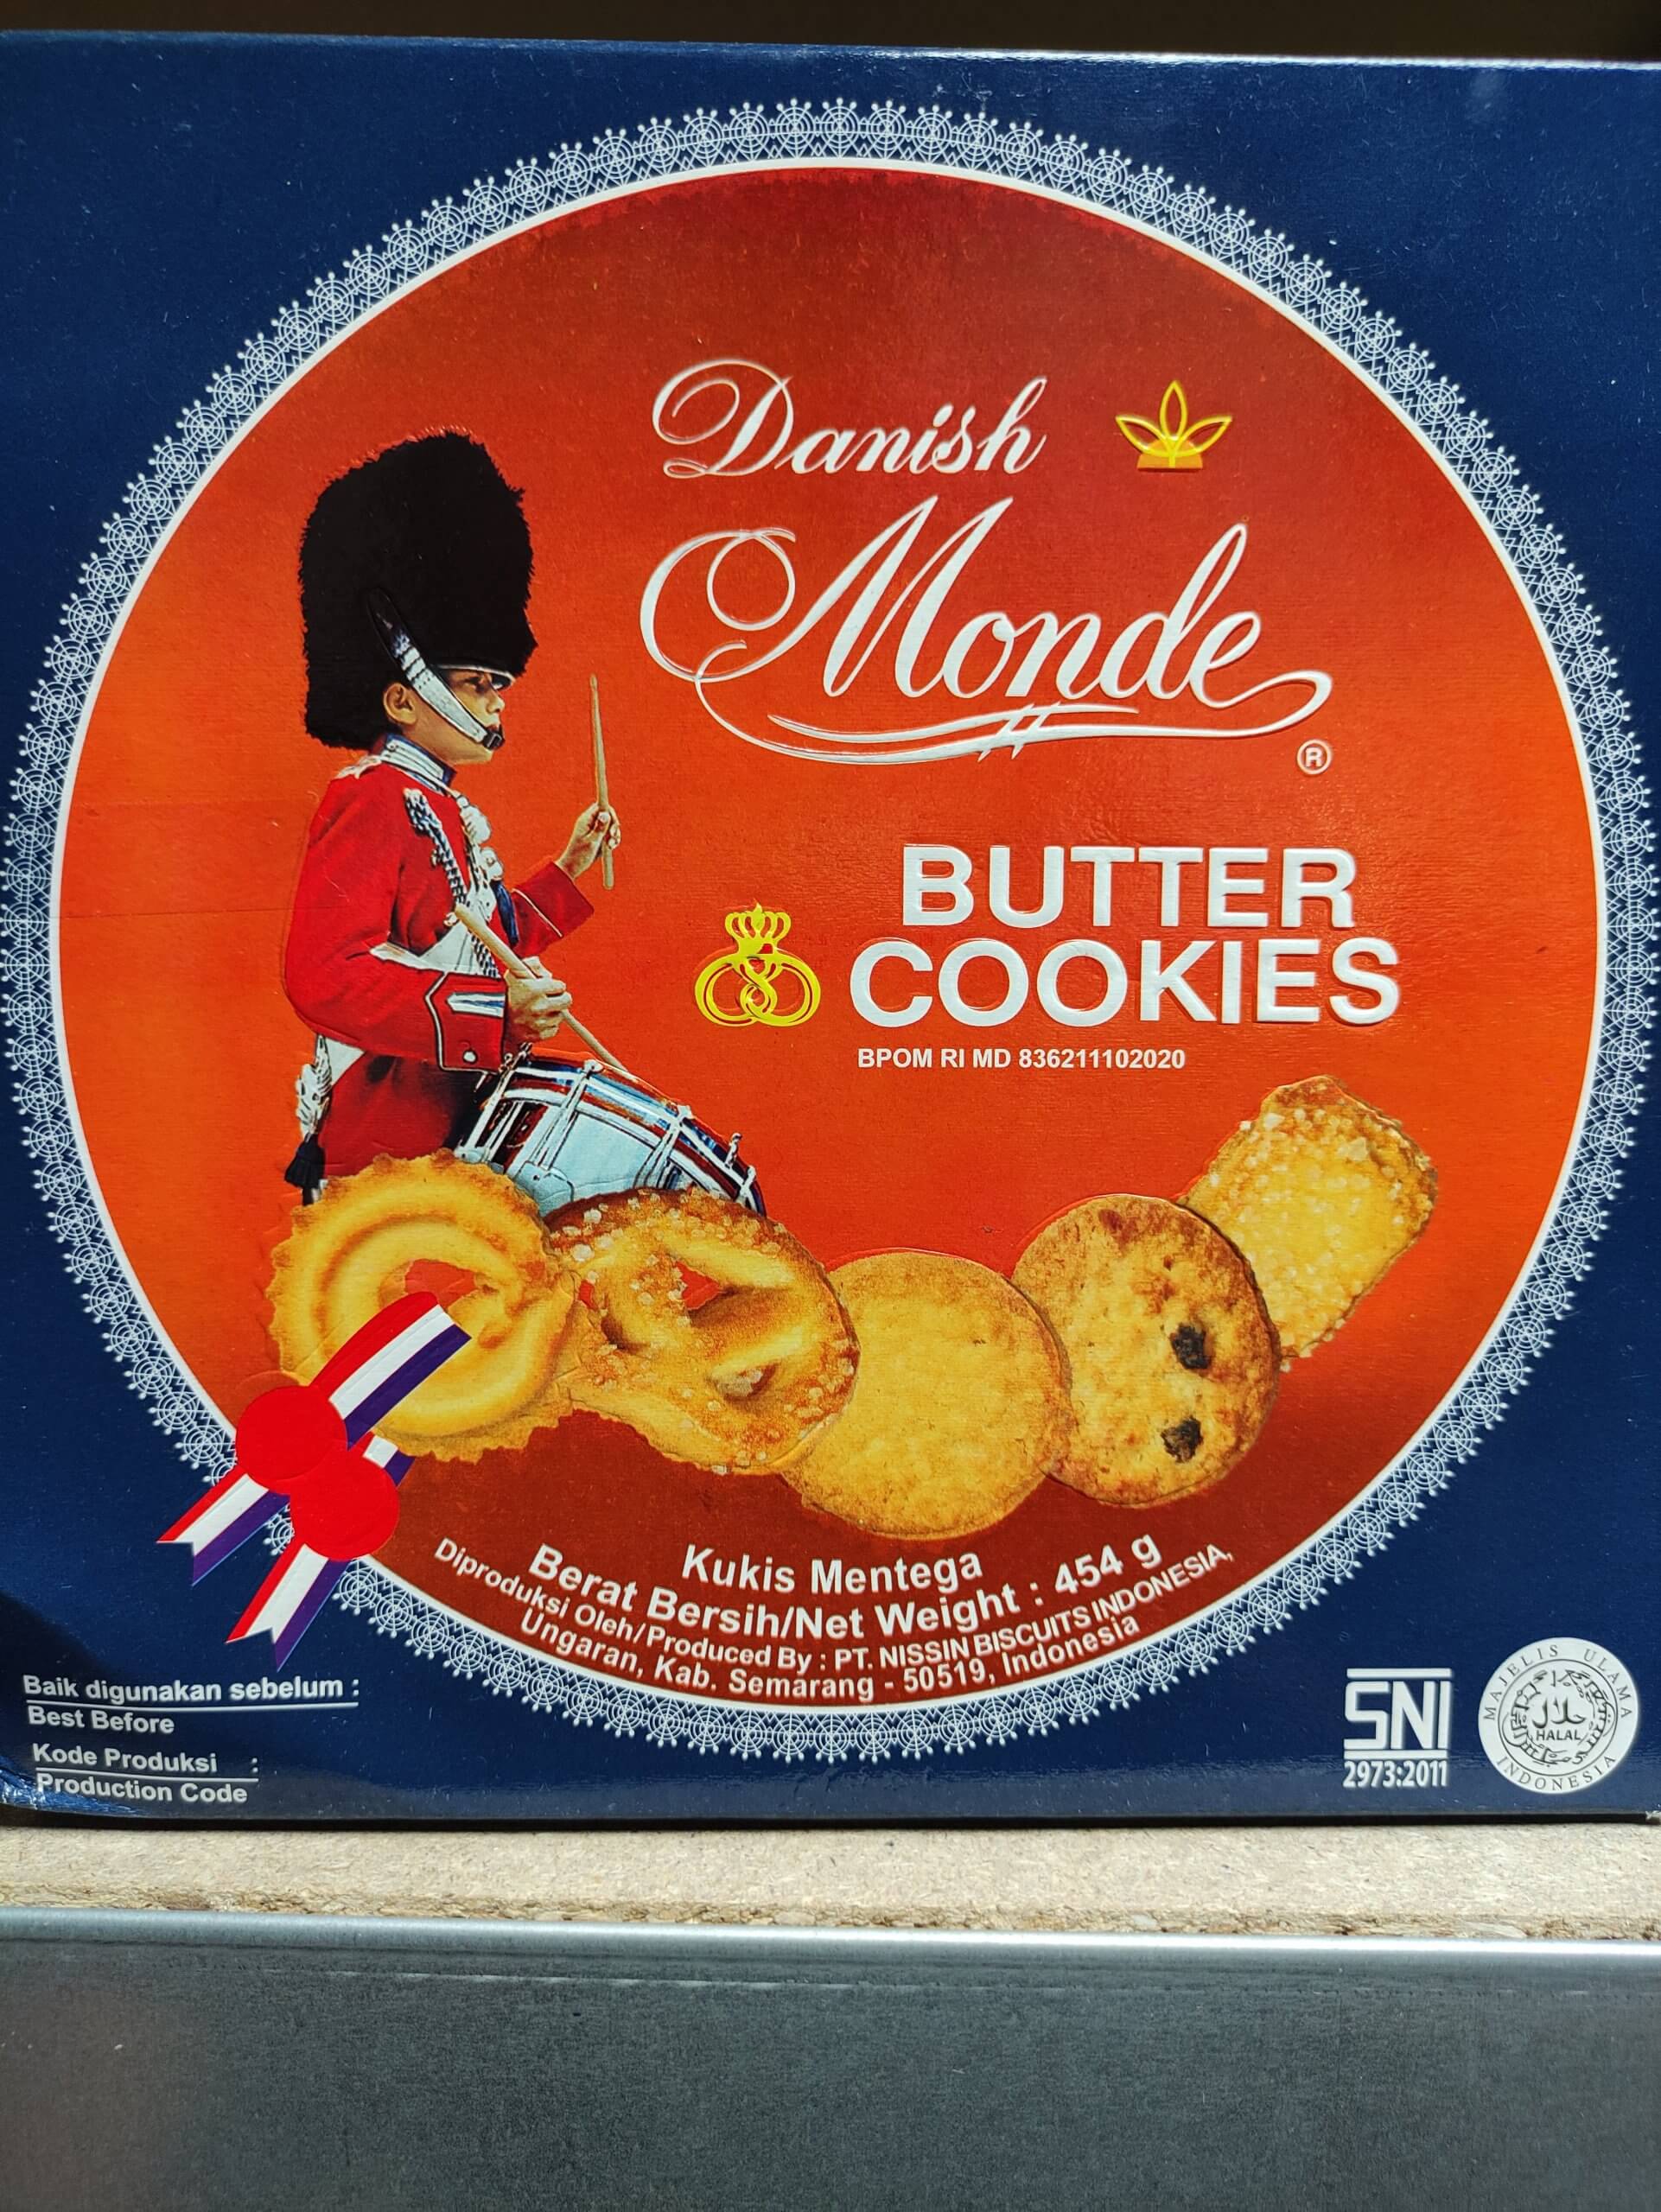 Danish
Monde
®
BUTTER
COOKIES
BPOM RI MD 836211102020
Kukis Mentega
Berat Bersih/Net Weight : 454 g
Diproduksi Oleh/Produced By : PT. NISSIN BISCUITS INDONESIA,
Ungaran, Kab. Semarang - 50519, Indonesia
Baik digunakan sebelum :
Best Before
Kode Produksi :
Production Code
SNI
2973:2011
MAJELIS ULAMA
حلال
HALAL
INDONESIA